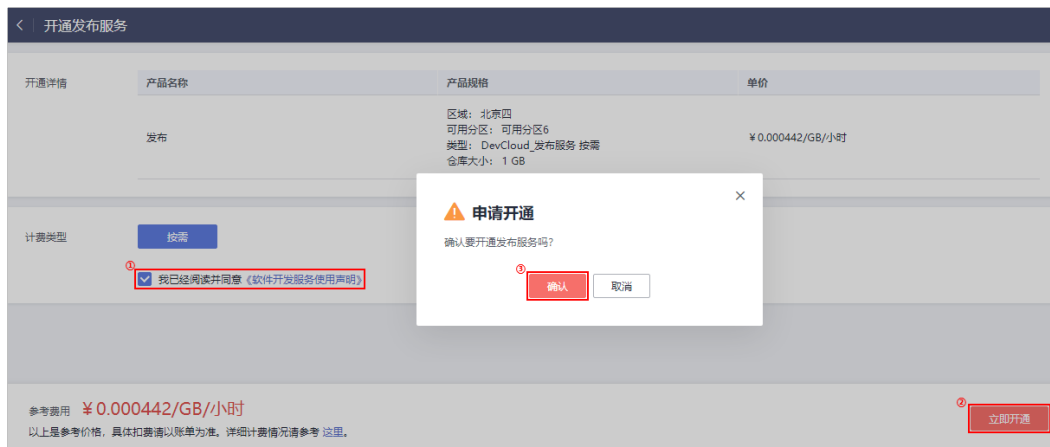 开通发布服务
开通详情
产品名称 产品规格 单价
发布
区域： 北京四
可用分区： 可用分区6
类型： DevCloud_发布服务 按需
仓库大小： 1 GB
¥0.000442/GB/小时
申请开通
确认要开通发布服务吗?
③
确认 取消
计费类型 按需
①
我已经阅读并同意《软件开发服务使用声明》
参考费用 ¥0.000442/GB/小时
以上是参考价格，具体扣费请以账单为准。详细计费情况请参考 这里。
②
立即开通